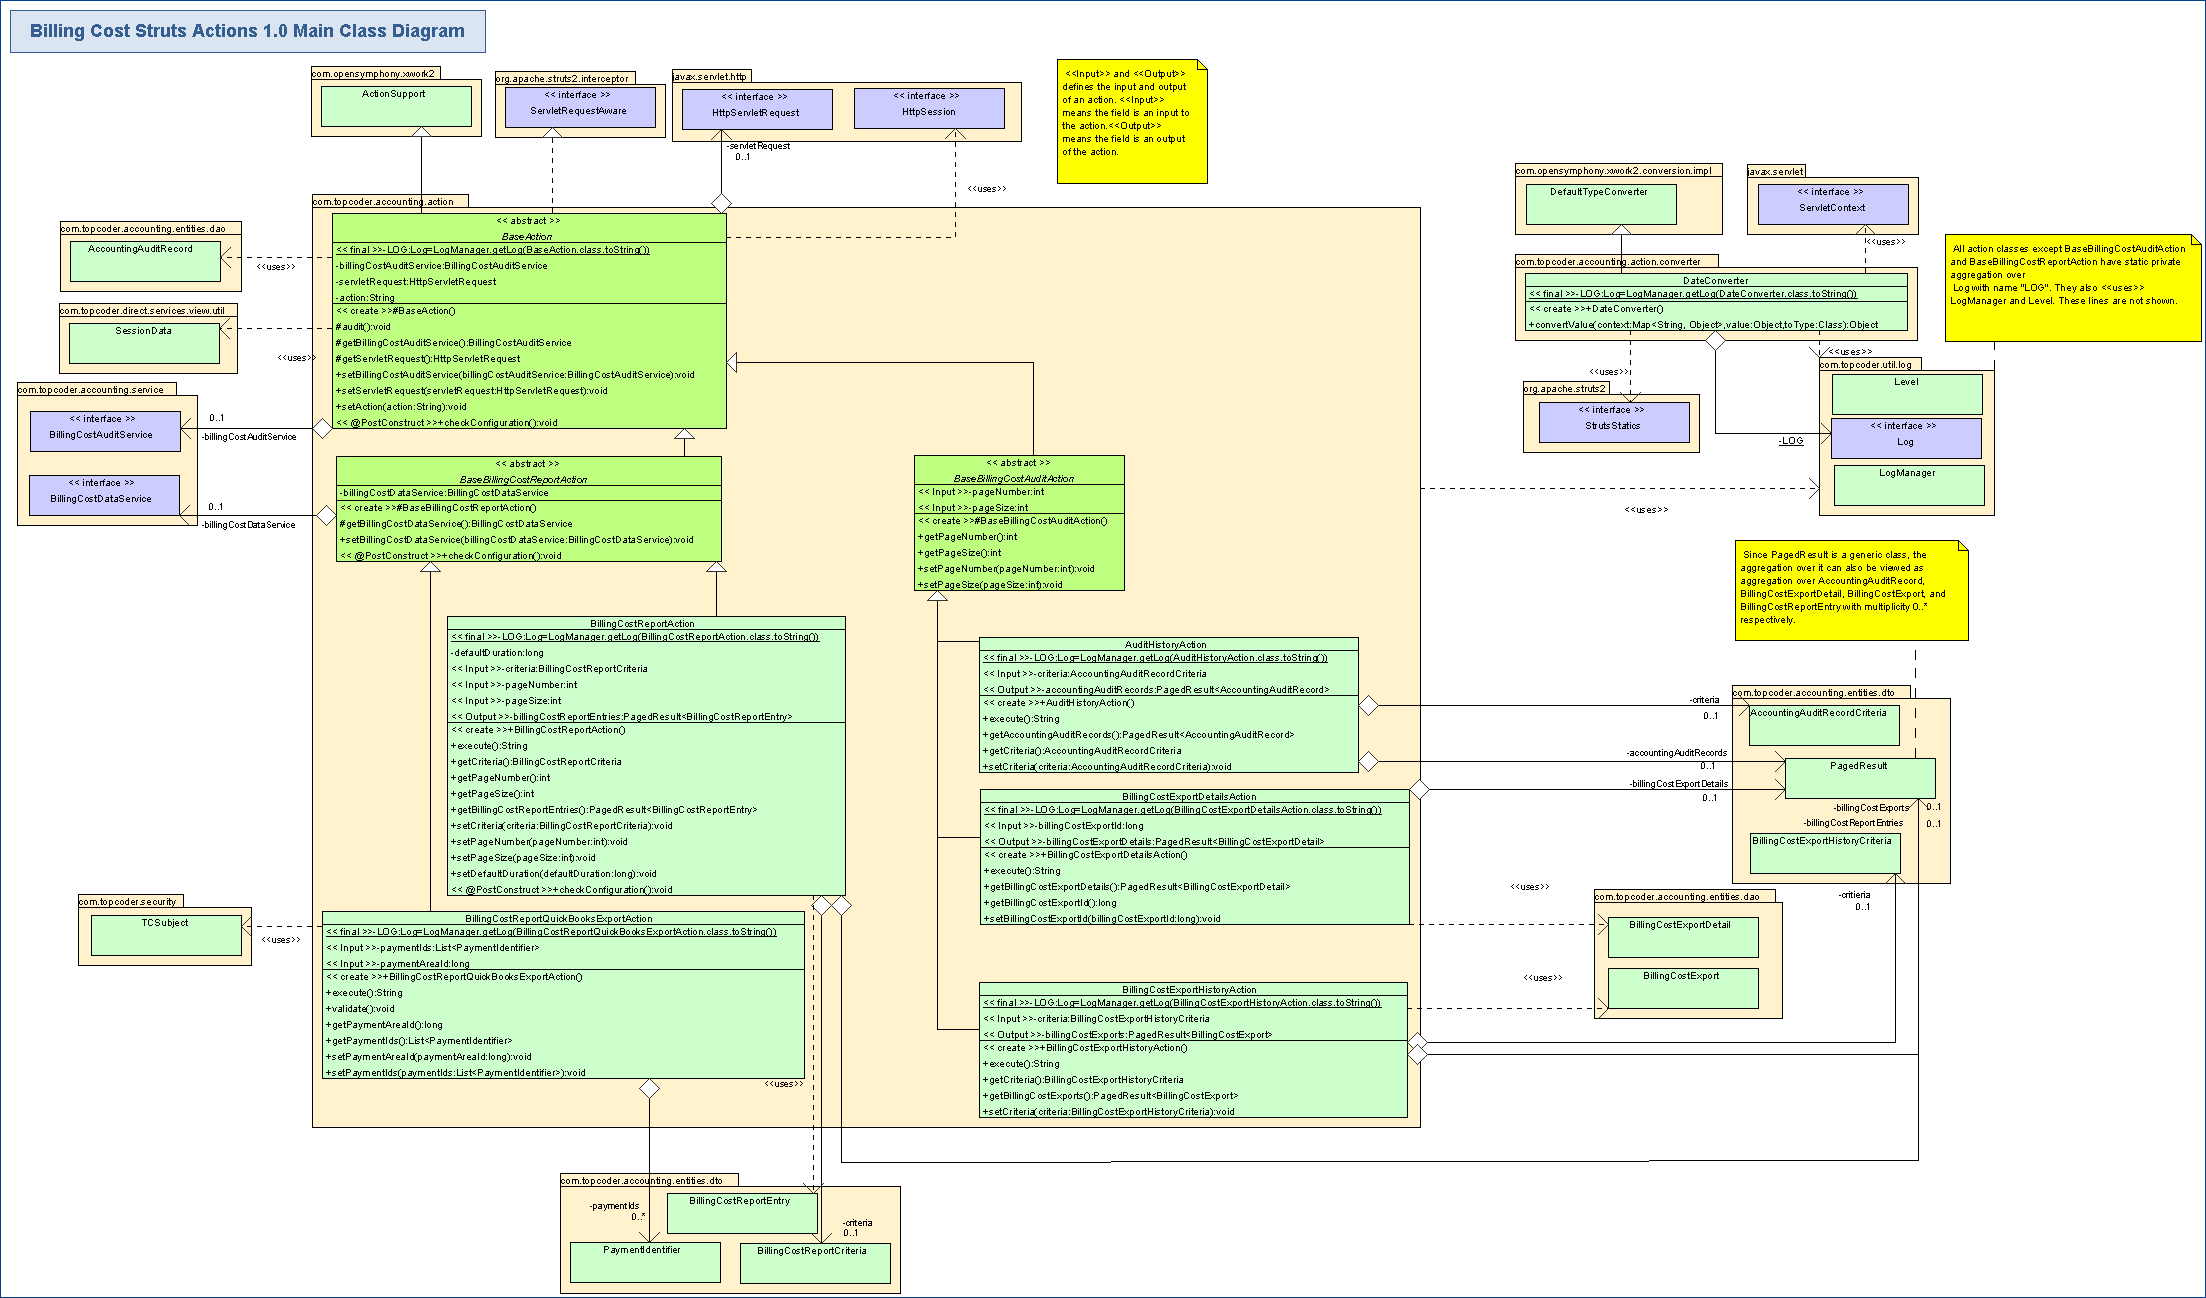 Billing Cost Struts Actions 1.0 Main Class Diagram
com.opensymphony.xwork2
ActionSupport
org.apache.struts2.interceptor
<< interface >>
ServletRequestAware
javax.servlet.http
<< interface >>
HttpServletRequest
<< interface >>
HttpSession
-servletRequest
0..1
<<uses>>
<<Input>> and <<Output>>
defines the input and output
of an action. <<Input>>
means the field is an input to
the action.<<Output>>
means the field is an output
of the action.
com.opensymphony.xwork2.conversion.impl
DefaultTypeConverter
javax.servlet
<< interface >>
ServletContext
<<uses>>
com.topcoder.accounting.action.converter
DateConverter
<< final >>-LOG:Log=LogManager.getLog(DateConverter.class.toString())
<< create >>+DateConverter()
+convertValue(context:Map<String, Object>,value:Object,toType:Class):Object
All action classes except BaseBillingCostAuditAction
and BaseBillingCostReportAction have static private
aggregation over
Log with name "LOG". They also <<uses>>
LogManager and Level. These lines are not shown.
<<uses>>
<<uses>>
org.apache.struts2
<< interface >>
StrutsStatics
-LOG
com.topcoder.util.log
Level
<< interface >>
Log
LogManager
<<uses>>
com.topcoder.accounting.entities.dao
AccountingAuditRecord
<<uses>>
com.topcoder.direct.services.view.util
SessionData
<<uses>>
com.topcoder.accounting.service
<< interface >>
BillingCostAuditService
<< interface >>
BillingCostDataService
0..1
-billingCostAuditService
0..1
-billingCostDataService
com.topcoder.accounting.action
<< abstract >>
BaseAction
<< final >>-LOG:Log=LogManager.getLog(BaseAction.class.toString())
-billingCostAuditService:BillingCostAuditService
-servletRequest:HttpServletRequest
-action:String
<< create >>#BaseAction()
#audit():void
#getBillingCostAuditService():BillingCostAuditService
#getServletRequest():HttpServletRequest
+setBillingCostAuditService(billingCostAuditService:BillingCostAuditService):void
+setServletRequest(servletRequest:HttpServletRequest):void
+setAction(action:String):void
<< @PostConstruct >>+checkConfiguration():void
<< abstract >>
BaseBillingCostReportAction
-billingCostDataService:BillingCostDataService
<< create >>#BaseBillingCostReportAction()
#getBillingCostDataService():BillingCostDataService
+setBillingCostDataService(billingCostDataService:BillingCostDataService):void
<< @PostConstruct >>+checkConfiguration():void
<< abstract >>
BaseBillingCostAuditAction
<< Input >>-pageNumber:int
<< Input >>-pageSize:int
<< create >>#BaseBillingCostAuditAction()
+getPageNumber():int
+getPageSize():int
+setPageNumber(pageNumber:int):void
+setPageSize(pageSize:int):void
BillingCostReportAction
<< final >>-LOG:Log=LogManager.getLog(BillingCostReportAction.class.toString())
-defaultDuration:long
<< Input >>-criteria:BillingCostReportCriteria
<< Input >>-pageNumber:int
<< Input >>-pageSize:int
<< Output >>-billingCostReportEntries:PagedResult<BillingCostReportEntry>
<< create >>+BillingCostReportAction()
+execute():String
+getCriteria():BillingCostReportCriteria
+getPageNumber():int
+getPageSize():int
+getBillingCostReportEntries():PagedResult<BillingCostReportEntry>
+setCriteria(criteria:BillingCostReportCriteria):void
+setPageNumber(pageNumber:int):void
+setPageSize(pageSize:int):void
+setDefaultDuration(defaultDuration:long):void
<< @PostConstruct >>+checkConfiguration():void
AuditHistoryAction
<< final >>-LOG:Log=LogManager.getLog(AuditHistoryAction.class.toString())
<< Input >>-criteria:AccountingAuditRecordCriteria
<< Output >>-accountingAuditRecords:PagedResult<AccountingAuditRecord>
<< create >>+AuditHistoryAction()
+execute():String
+getAccountingAuditRecords():PagedResult<AccountingAuditRecord>
+getCriteria():AccountingAuditRecordCriteria
+setCriteria(criteria:AccountingAuditRecordCriteria):void
BillingCostExportDetailsAction
<< final >>-LOG:Log=LogManager.getLog(BillingCostExportDetailsAction.class.toString())
<< Input >>-billingCostExportId:long
<< Output >>-billingCostExportDetails:PagedResult<BillingCostExportDetail>
<< create >>+BillingCostExportDetailsAction()
+execute():String
+getBillingCostExportDetails():PagedResult<BillingCostExportDetail>
+getBillingCostExportId():long
+setBillingCostExportId(billingCostExportId:long):void
BillingCostExportHistoryAction
<< final >>-LOG:Log=LogManager.getLog(BillingCostExportHistoryAction.class.toString())
<< Input >>-criteria:BillingCostExportHistoryCriteria
<< Output >>-billingCostExports:PagedResult<BillingCostExport>
<< create >>+BillingCostExportHistoryAction()
+execute():String
+getCriteria():BillingCostExportHistoryCriteria
+getBillingCostExports():PagedResult<BillingCostExport>
+setCriteria(criteria:BillingCostExportHistoryCriteria):void
Since PagedResult is a generic class, the
aggregation over it can also be viewed as
aggregation over AccountingAuditRecord,
BillingCostExportDetail, BillingCostExport, and
BillingCostReportEntry with multiplicity 0..*
respectively.
com.topcoder.accounting.entities.dto
AccountingAuditRecordCriteria
PagedResult
BillingCostExportHistoryCriteria
-criteria
0..1
-accountingAuditRecords
0..1
-billingCostExportDetails
0..1
-billingCostExports
0..1
-billingCostReportEntries
0..1
-critieria
0..1
<<uses>>
com.topcoder.accounting.entities.dao
BillingCostExportDetail
BillingCostExport
<<uses>>
com.topcoder.security
TCSubject
<<uses>>
BillingCostReportQuickBooksExportAction
<< final >>-LOG:Log=LogManager.getLog(BillingCostReportQuickBooksExportAction.class.toString())
<< Input >>-paymentIds:List<PaymentIdentifier>
<< Input >>-paymentAreaId:long
<< create >>+BillingCostReportQuickBooksExportAction()
+execute():String
+validate():void
+getPaymentAreaId():long
+getPaymentIds():List<PaymentIdentifier>
+setPaymentAreaId(paymentAreaId:long):void
+setPaymentIds(paymentIds:List<PaymentIdentifier>):void
<<uses>>
com.topcoder.accounting.entities.dto
BillingCostReportEntry
-paymentIds
0..*
-criteria
0..1
PaymentIdentifier
BillingCostReportCriteria